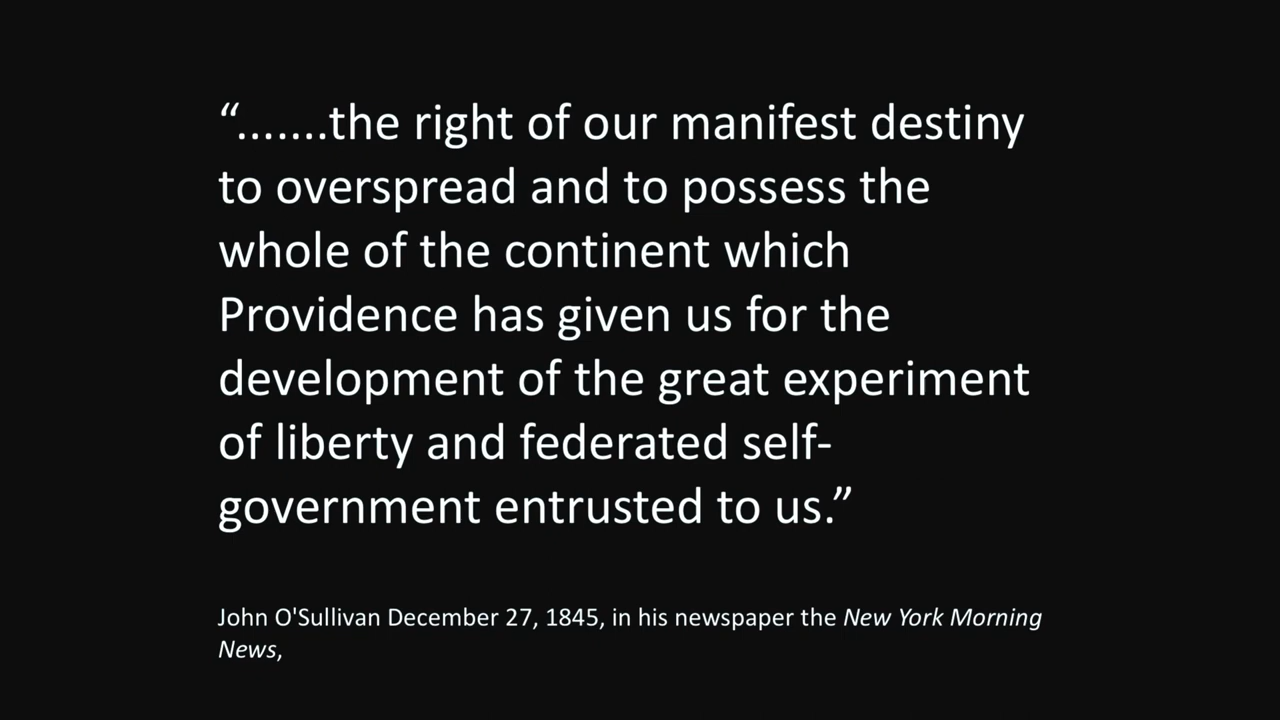 “.......the right of our manifest destiny
to overspread and to possess the
whole of the continent which
Providence has given us for the
development of the great experiment
of liberty and federated self-
government entrusted to us.”
John O'Sullivan December 27, 1845, in his newspaper the New York Morning
News,